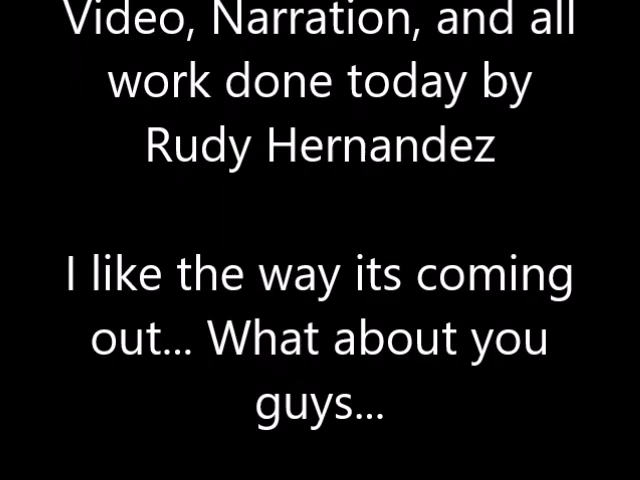 Video, Narration, and all
work done today by
Rudy Hernandez
I like the way its coming
out... What about you
guys...